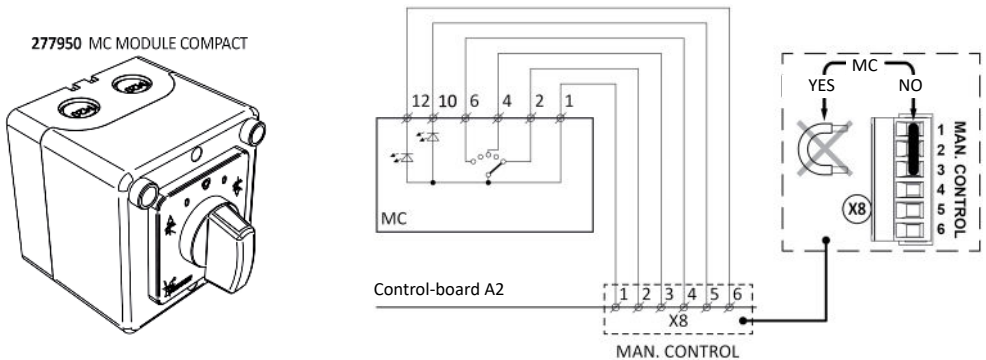 277950 MC MODULE COMPACT
12 10 6 4 2 1
MC
Control-board A2
1 2 3 4 5 6
X8
MAN. CONTROL
MC
YES NO
1
2
3
4
5
6
MAN. CONTROL
X8